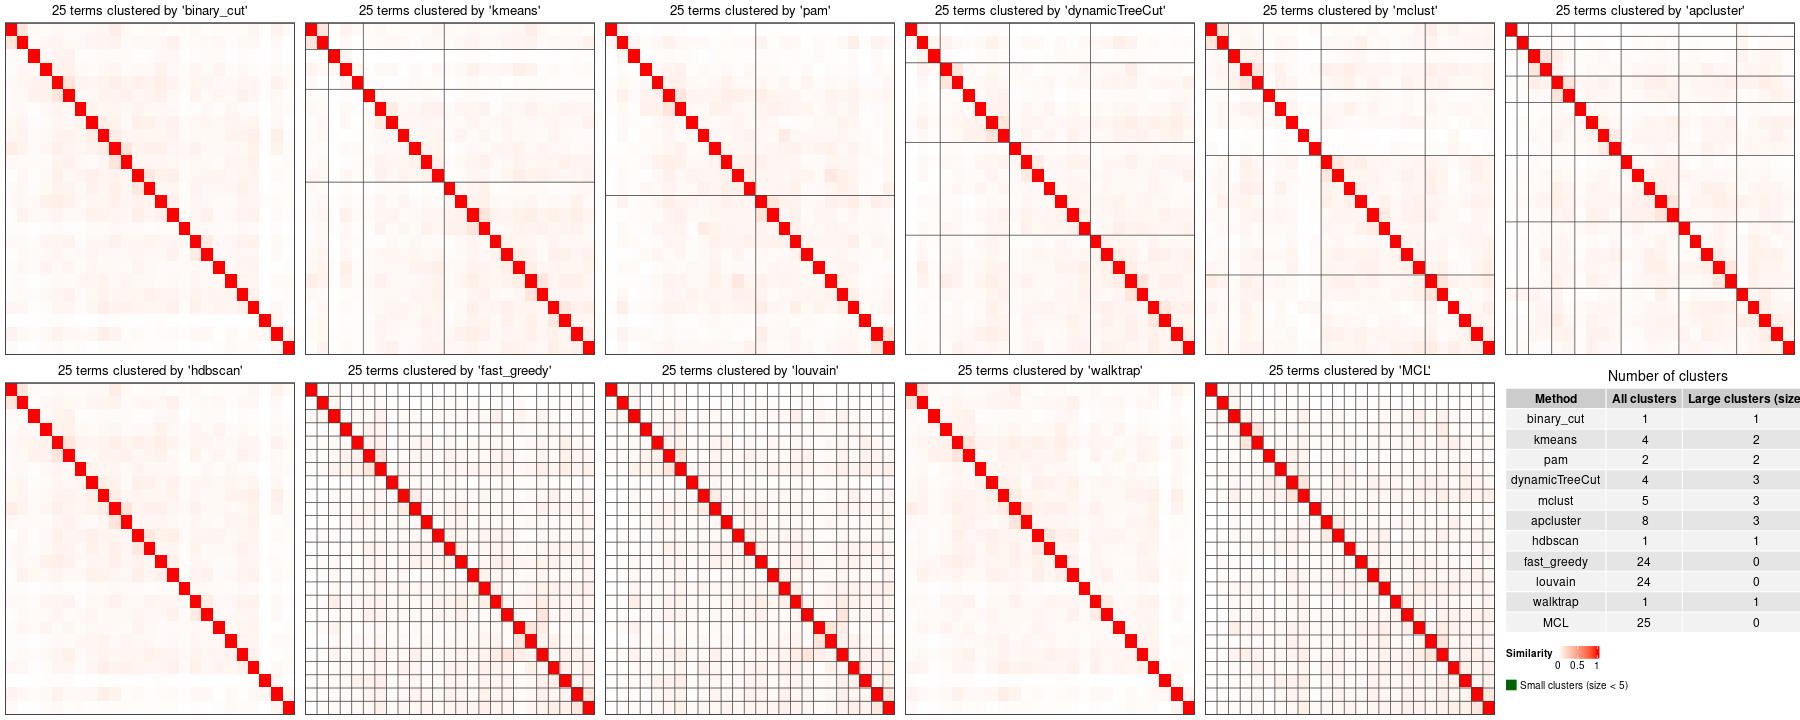 25 terms clustered by 'binary_cut'
25 terms clustered by 'kmeans'
25 terms clustered by 'pam'
25 terms clustered by 'dynamicTreeCut'
25 terms clustered by 'mclust'
25 terms clustered by 'apcluster'
25 terms clustered by 'hdbscan'
25 terms clustered by 'fast_greedy'
25 terms clustered by 'louvain'
25 terms clustered by 'walktrap'
25 terms clustered by 'MCL'
Number of clusters
Method All clusters Large clusters (size
binary_cut 1 1
kmeans 4 2
pam 2 2
dynamicTreeCut 4 3
mclust 5 3
apcluster 8 3
hdbscan 1 1
fast_greedy 24 0
louvain 24 0
walktrap 1 1
MCL 25 0
Similarity
0 0.5 1
Small clusters (size < 5)